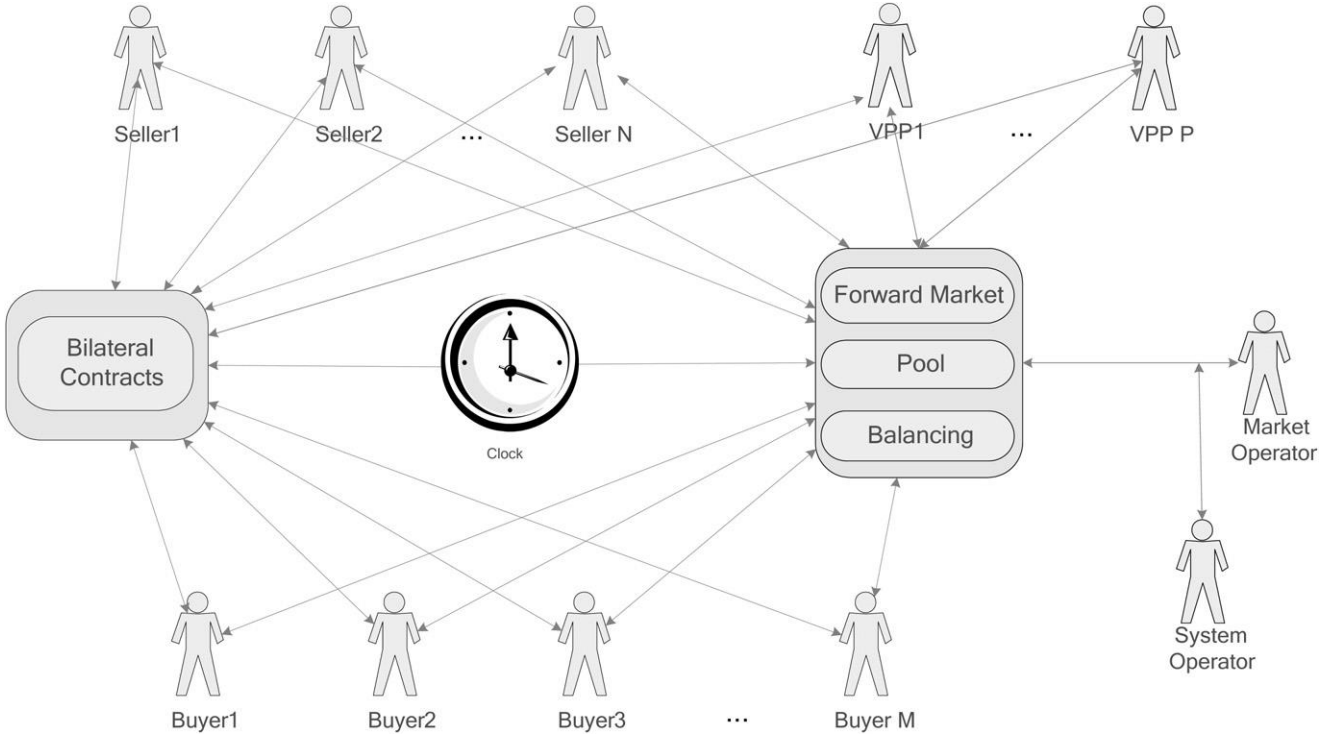 Seller1
Seller2
...
Seller N
VPP1
...
VPP P
Forward Market
Bilateral
Contracts
Pool
Balancing
Clock
Market
Operator
System
Operator
Buyer1
Buyer2
Buyer3
...
Buyer M